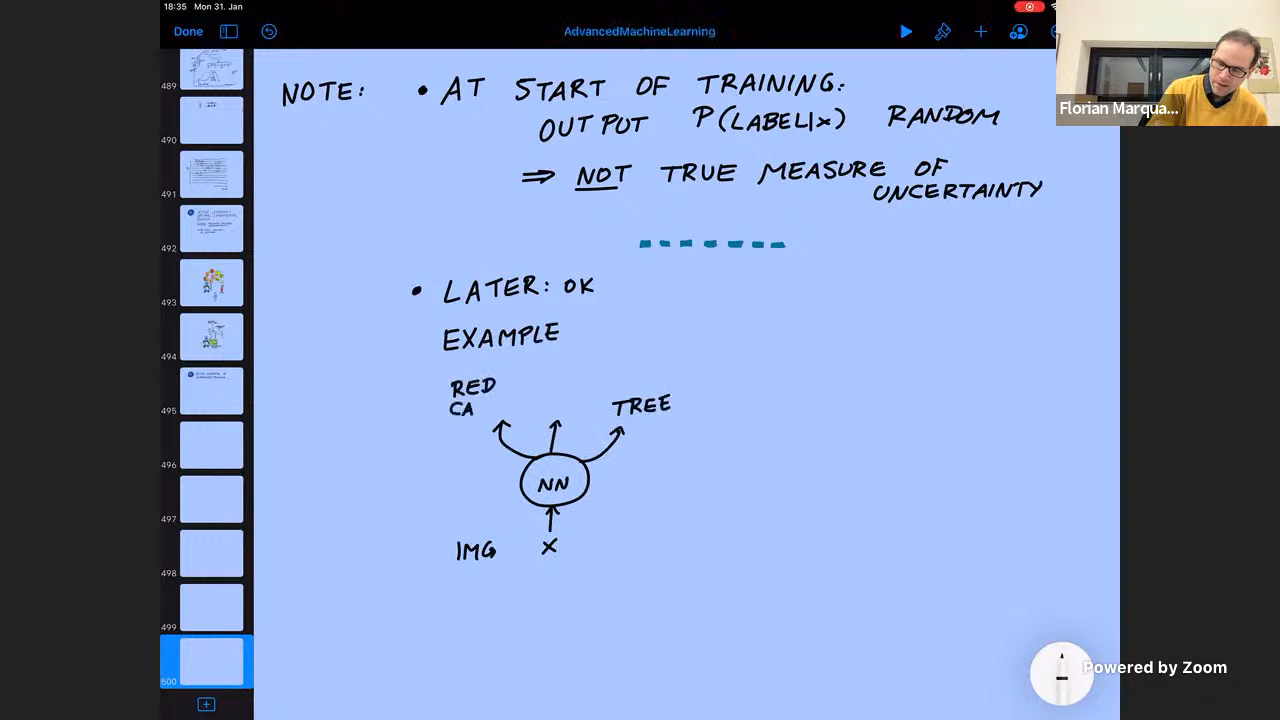 18:35 Mon 31. Jan
Done
AdvancedMachineLearning
Florian Marqua...
489
490
491
492
493
494
495
496
497
498
499
500
NOTE: • AT START OF TRAINING:
OUTPUT P(LABEL|x) RANDOM
⇒ NOT TRUE MEASURE OF
UNCERTAINTY
• LATER: OK
EXAMPLE
RED
CA
TREE
NN
IMG X
Powered by Zoom